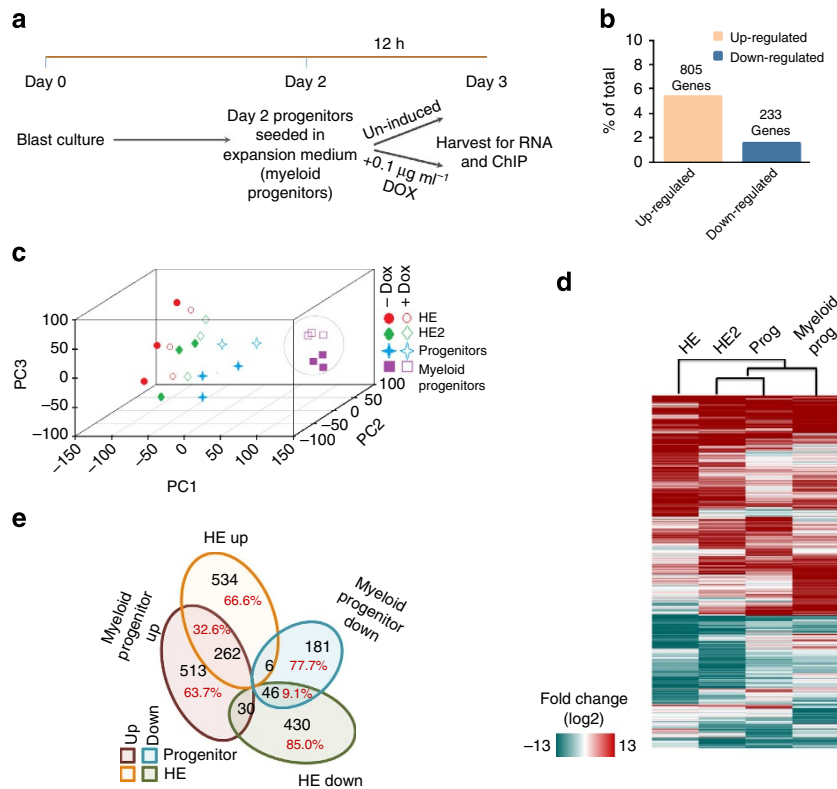 a
12 h
Day 0
Day 2
Day 3
Blast culture
Day 2 progenitors
seeded in
expansion medium
(myeloid
progenitors)
Un-induced
+0.1 µg ml⁻¹
DOX
Harvest for RNA
and ChIP
b
Up-regulated
Down-regulated
% of total
10
8
6
4
2
0
805
Genes
233
Genes
Up-regulated
Down-regulated
c
PC3
100
50
0
−50
−100
−150
−100
−50
0
50
100
150
PC1
−100
−50
0
50
100
PC2
− Dox
+ Dox
HE
HE2
Progenitors
Myeloid
progenitors
d
HE
HE2
Prog
Myeloid
prog
Fold change
(log2)
−13
13
e
HE up
Myeloid
progenitor
up
Myeloid
progenitor
down
534
66.6%
32.6%
262
513
63.7%
6
181
77.7%
46
9.1%
30
430
85.0%
HE down
Up
Down
Progenitor
HE